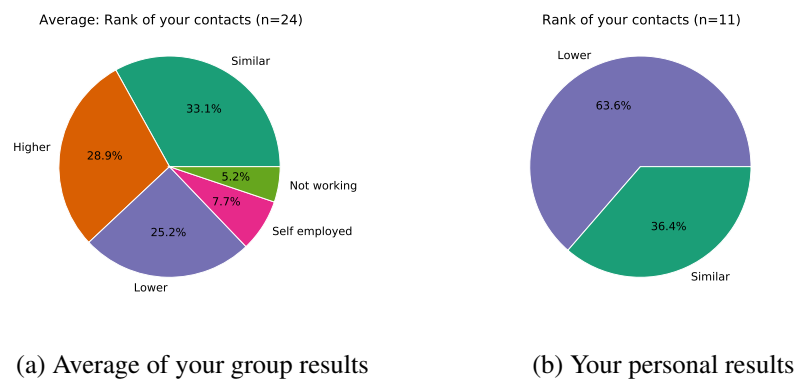 Average: Rank of your contacts (n=24)
Similar
33.1%
Higher
28.9%
5.2%
Not working
7.7%
Self employed
25.2%
Lower
(a) Average of your group results
Rank of your contacts (n=11)
Lower
63.6%
36.4%
Similar
(b) Your personal results